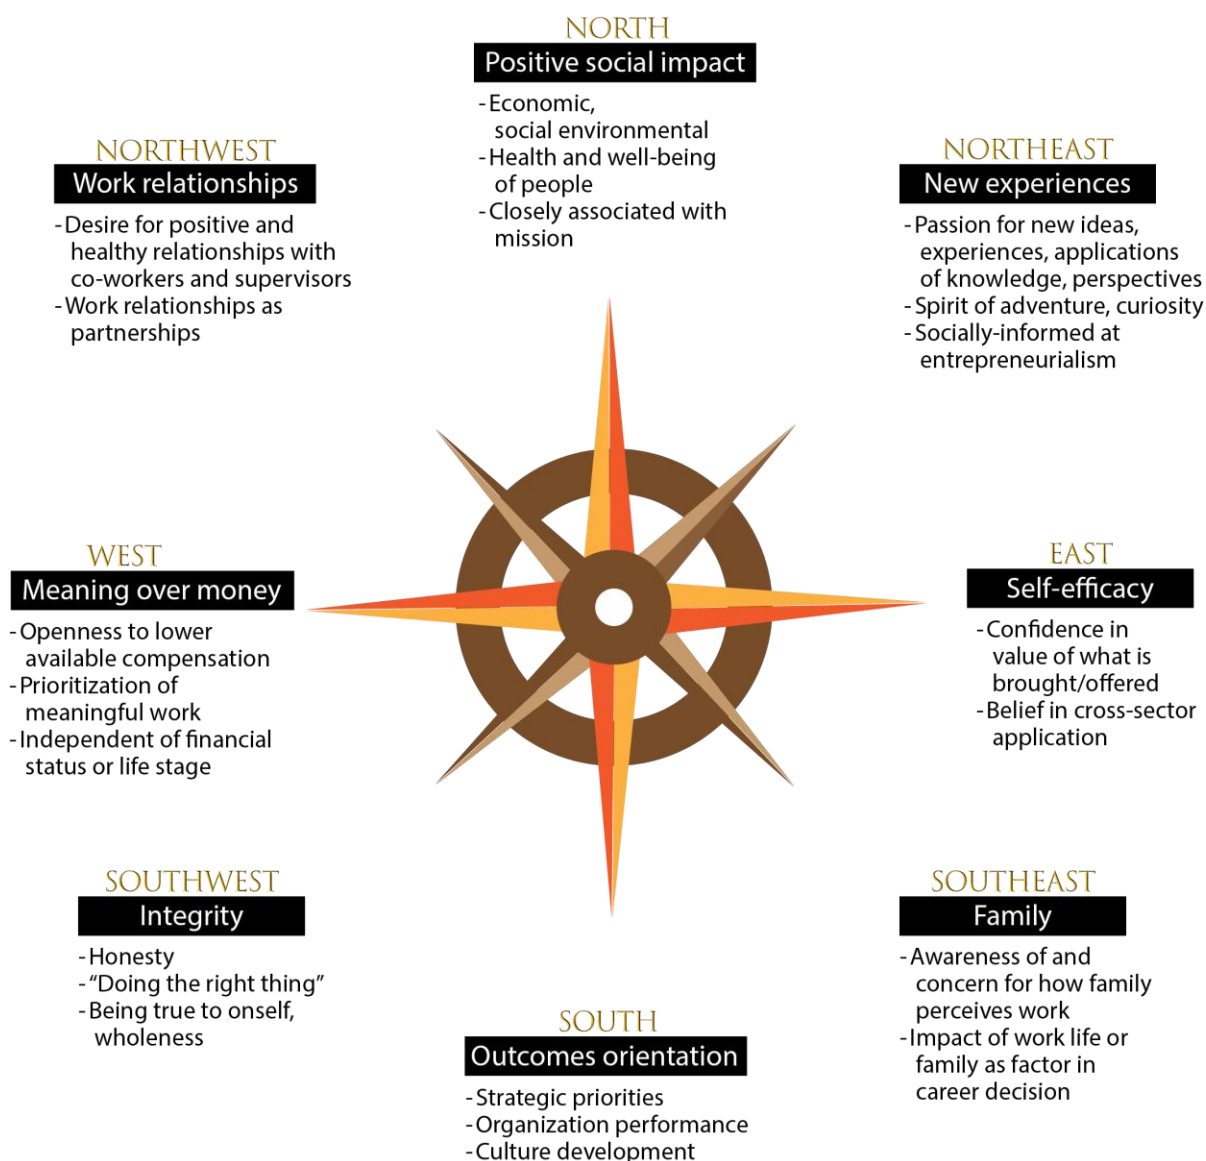 NORTH
Positive social impact
-Economic,
social environmental
-Health and well-being
of people
-Closely associated with
mission
NORTHWEST
Work relationships
-Desire for positive and
healthy relationships with
co-workers and supervisors
-Work relationships as
partnerships
NORTHEAST
New experiences
-Passion for new ideas,
experiences, applications
of knowledge, perspectives
-Spirit of adventure, curiosity
-Socially-informed at
entrepreneurialism
WEST
Meaning over money
-Openness to lower
available compensation
-Prioritization of
meaningful work
-Independent of financial
status or life stage
EAST
Self-efficacy
-Confidence in
value of what is
brought/offered
-Belief in cross-sector
application
SOUTHWEST
Integrity
-Honesty
-“Doing the right thing”
-Being true to onself,
wholeness
SOUTHEAST
Family
-Awareness of and
concern for how family
perceives work
-Impact of work life or
family as factor in
career decision
SOUTH
Outcomes orientation
-Strategic priorities
-Organization performance
-Culture development